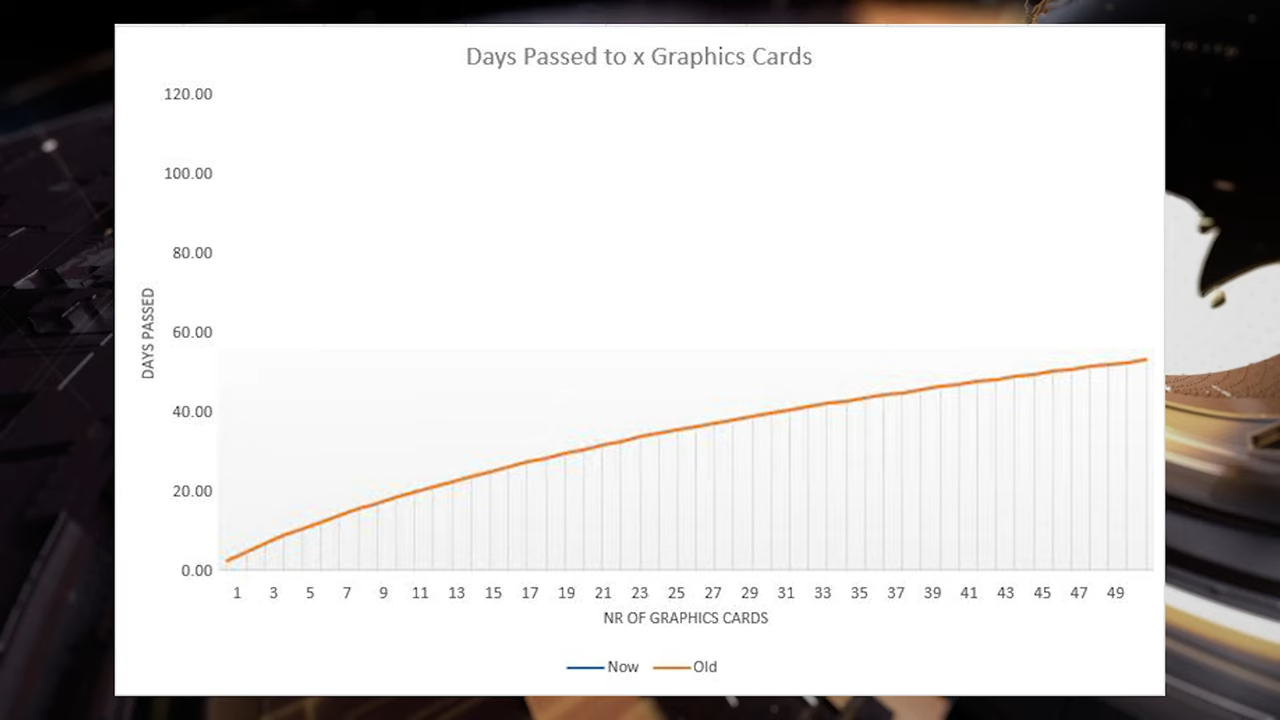 Days Passed to x Graphics Cards
120.00
100.00
80.00
60.00
40.00
20.00
0.00
DAYS PASSED
1 3 5 7 9 11 13 15 17 19 21 23 25 27 29 31 33 35 37 39 41 43 45 47 49
NR OF GRAPHICS CARDS
Now Old